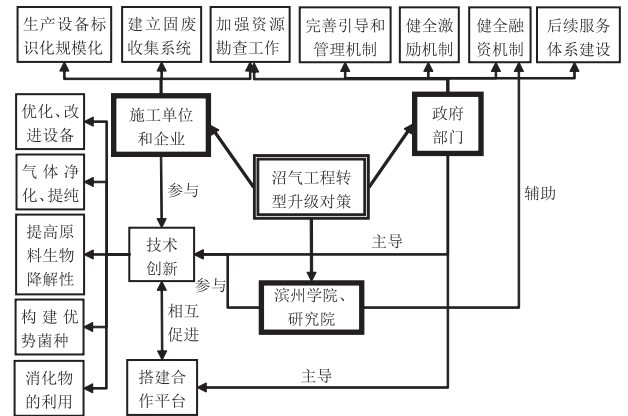 生产设备标
识化规模化
建立固废
收集系统
加强资源
勘查工作
完善引导和
管理机制
健全激
励机制
健全融
资机制
后续服务
体系建设
优化、改
进设备
施工单位
和企业
政府
部门
气体净
化、提纯
参与
沼气工程转
型升级对策
辅助
提高原
料生物
降解性
技术
创新
主导
参与
滨州学院、
研究院
构建优
势菌种
相互
促进
消化物
的利用
搭建合
作平台
主导